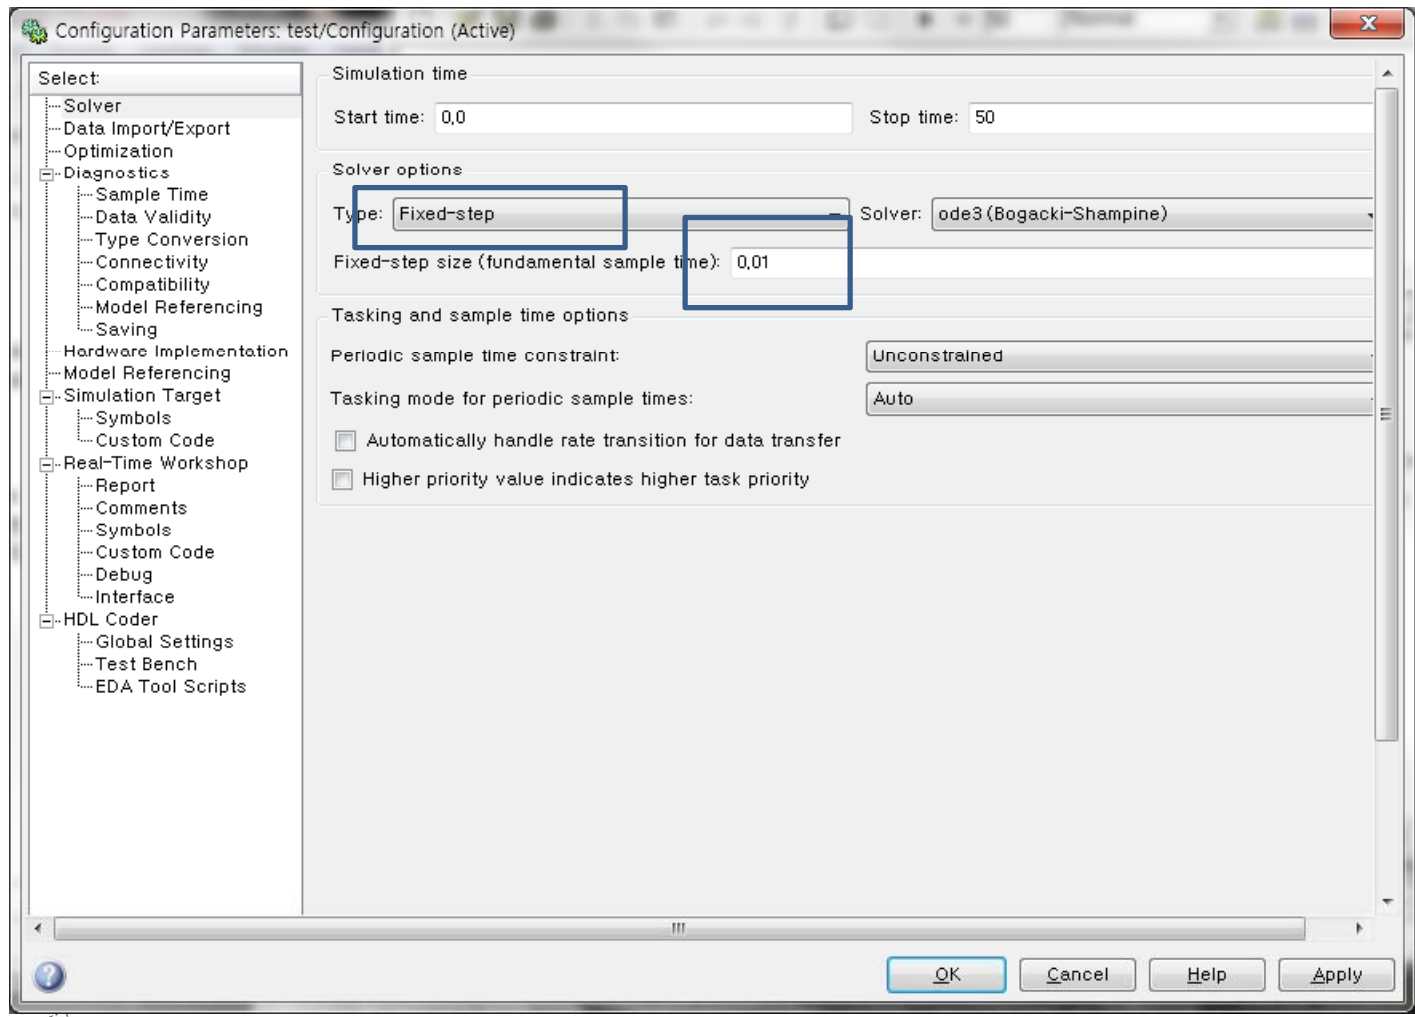 Configuration Parameters: test/Configuration (Active)
Select:
Solver
Data Import/Export
Optimization
Diagnostics
Sample Time
Data Validity
Type Conversion
Connectivity
Compatibility
Model Referencing
Saving
Hardware Implementation
Model Referencing
Simulation Target
Symbols
Custom Code
Real-Time Workshop
Report
Comments
Symbols
Custom Code
Debug
Interface
HDL Coder
Global Settings
Test Bench
EDA Tool Scripts
Simulation time
Start time: 0,0 Stop time: 50
Solver options
Type: Fixed-step Solver: ode3 (Bogacki-Shampine)
Fixed-step size (fundamental sample time): 0,01
Tasking and sample time options
Periodic sample time constraint: Unconstrained
Tasking mode for periodic sample times: Auto
Automatically handle rate transition for data transfer
Higher priority value indicates higher task priority
OK Cancel Help Apply